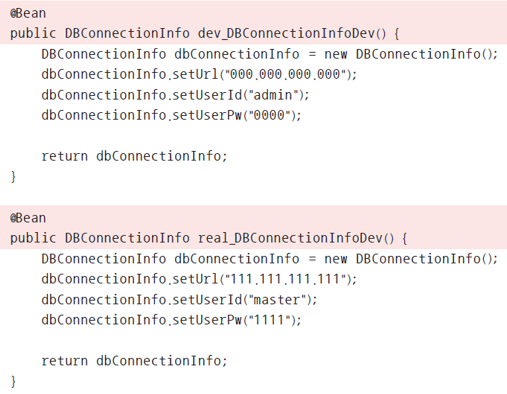 @Bean
public DBConnectionInfo dev_DBConnectionInfoDev() {
    DBConnectionInfo dbConnectionInfo = new DBConnectionInfo();
    dbConnectionInfo.setUrl("000.000.000.000");
    dbConnectionInfo.setUserId("admin");
    dbConnectionInfo.setUserPw("0000");

    return dbConnectionInfo;
}

@Bean
public DBConnectionInfo real_DBConnectionInfoDev() {
    DBConnectionInfo dbConnectionInfo = new DBConnectionInfo();
    dbConnectionInfo.setUrl("111.111.111.111");
    dbConnectionInfo.setUserId("master");
    dbConnectionInfo.setUserPw("1111");

    return dbConnectionInfo;
}